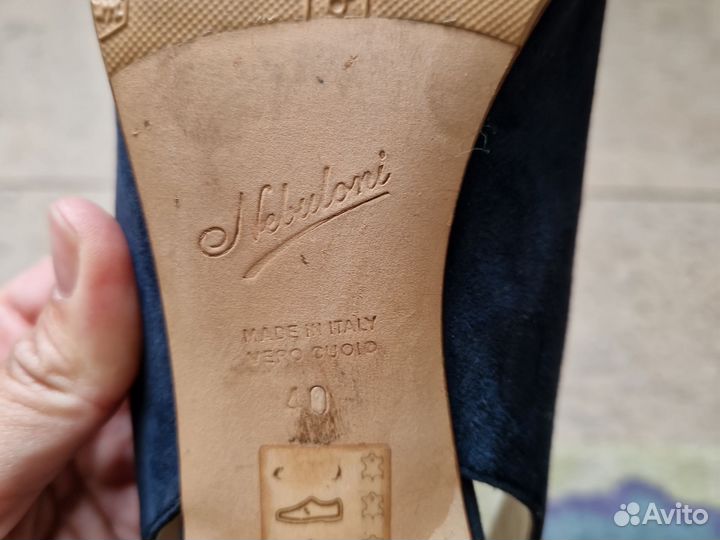 Nebuloni
MADE IN ITALY
VERO CUOIO
40
Avito